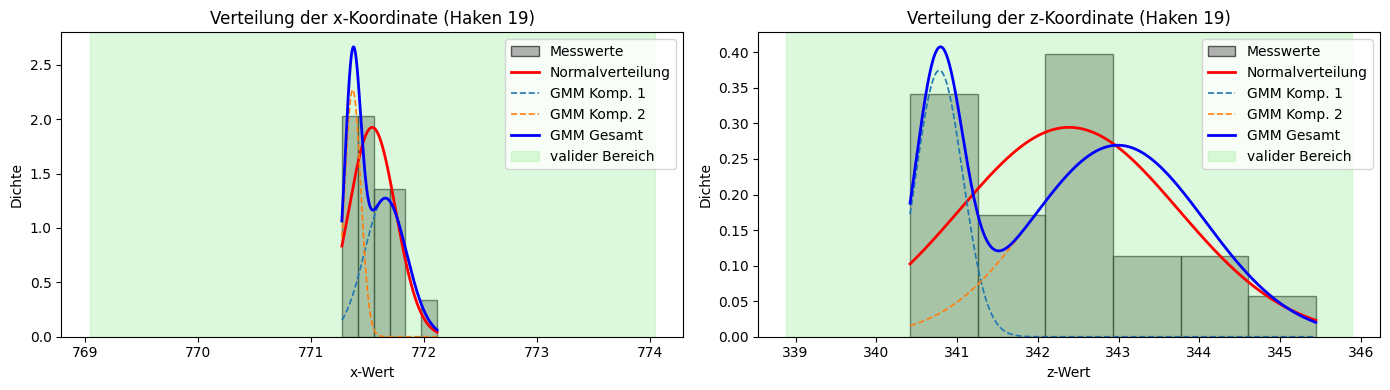 Verteilung der x-Koordinate (Haken 19)
Dichte
0.0
0.5
1.0
1.5
2.0
2.5
769
770
771
772
773
774
x-Wert
Messwerte
Normalverteilung
GMM Komp. 1
GMM Komp. 2
GMM Gesamt
valider Bereich
Verteilung der z-Koordinate (Haken 19)
Dichte
0.00
0.05
0.10
0.15
0.20
0.25
0.30
0.35
0.40
339
340
341
342
343
344
345
346
z-Wert
Messwerte
Normalverteilung
GMM Komp. 1
GMM Komp. 2
GMM Gesamt
valider Bereich